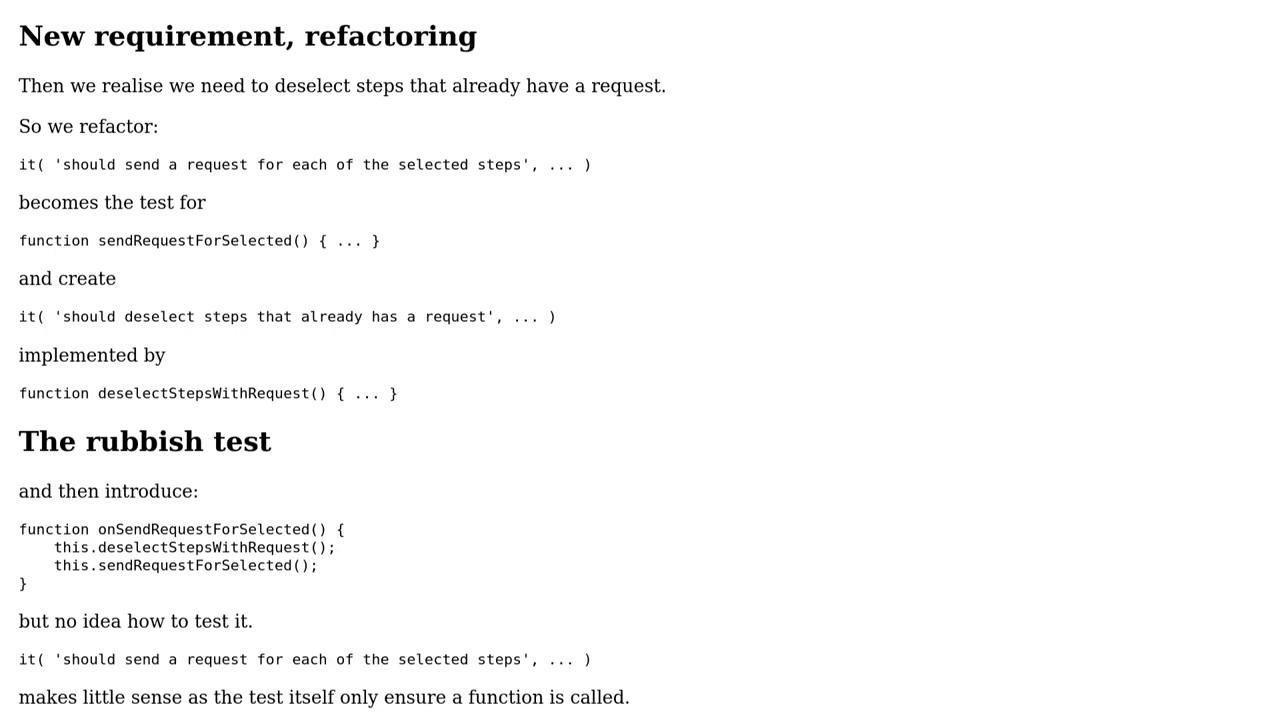 New requirement, refactoring
Then we realise we need to deselect steps that already have a request.
So we refactor:
it( 'should send a request for each of the selected steps', ... )
becomes the test for
function sendRequestForSelected() { ... }
and create
it( 'should deselect steps that already has a request', ... )
implemented by
function deselectStepsWithRequest() { ... }
The rubbish test
and then introduce:
function onSendRequestForSelected() {
    this.deselectStepsWithRequest();
    this.sendRequestForSelected();
}
but no idea how to test it.
it( 'should send a request for each of the selected steps', ... )
makes little sense as the test itself only ensure a function is called.